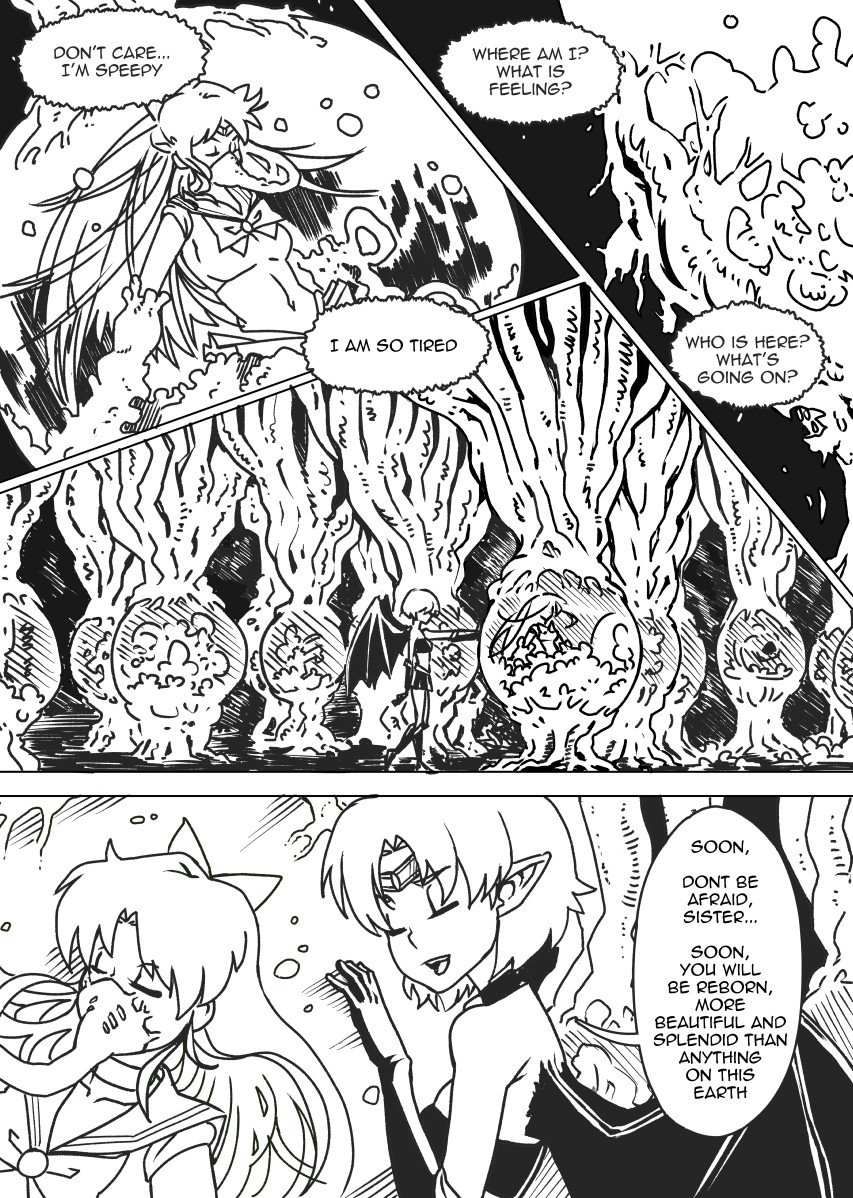 DON'T CARE...
I'M SPEEPY
WHERE AM I?
WHAT IS
FEELING?
I AM SO TIRED
WHO IS HERE?
WHAT'S
GOING ON?
SOON,
DONT BE
AFRAID,
SISTER...
SOON,
YOU WILL
BE REBORN,
MORE
BEAUTIFUL AND
SPLENDID THAN
ANYTHING
ON THIS
EARTH